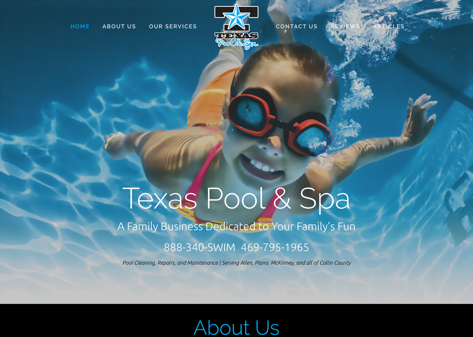 HOME ABOUT US OUR SERVICES CONTACT US REVIEWS ARTICLES
TEXAS
Pool & Spa
Texas Pool & Spa
A Family Business Dedicated to Your Family's Fun
888-340-SWIM 469-795-1965
Pool Cleaning, Repairs, and Maintenance | Serving Allen, Plano, McKinney, and all of Collin County
About Us